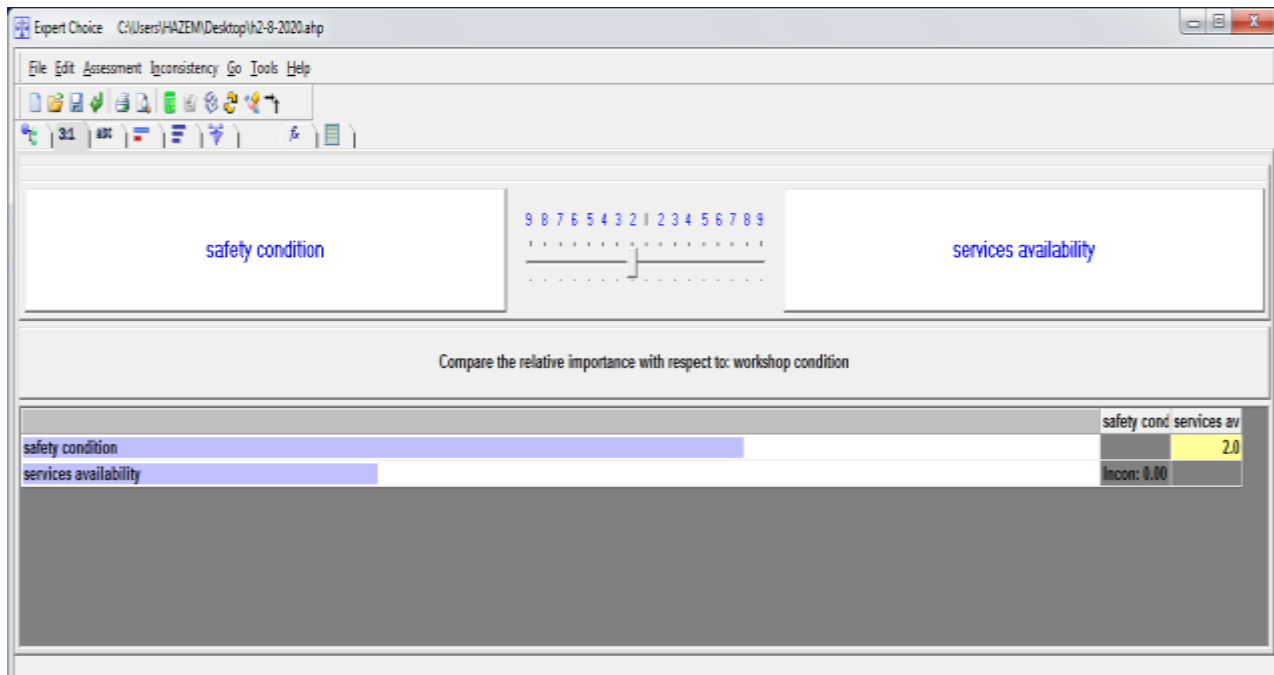 Expert Choice C:\Users\HAZEM\Desktop\h2-8-2020.ahp
File Edit Assessment Inconsistency Go Tools Help
3:1 ABC fx
safety condition
9 8 7 6 5 4 3 2 1 2 3 4 5 6 7 8 9
services availability
Compare the relative importance with respect to: workshop condition
safety cond services av
safety condition 2.0
services availability Incon: 0.00